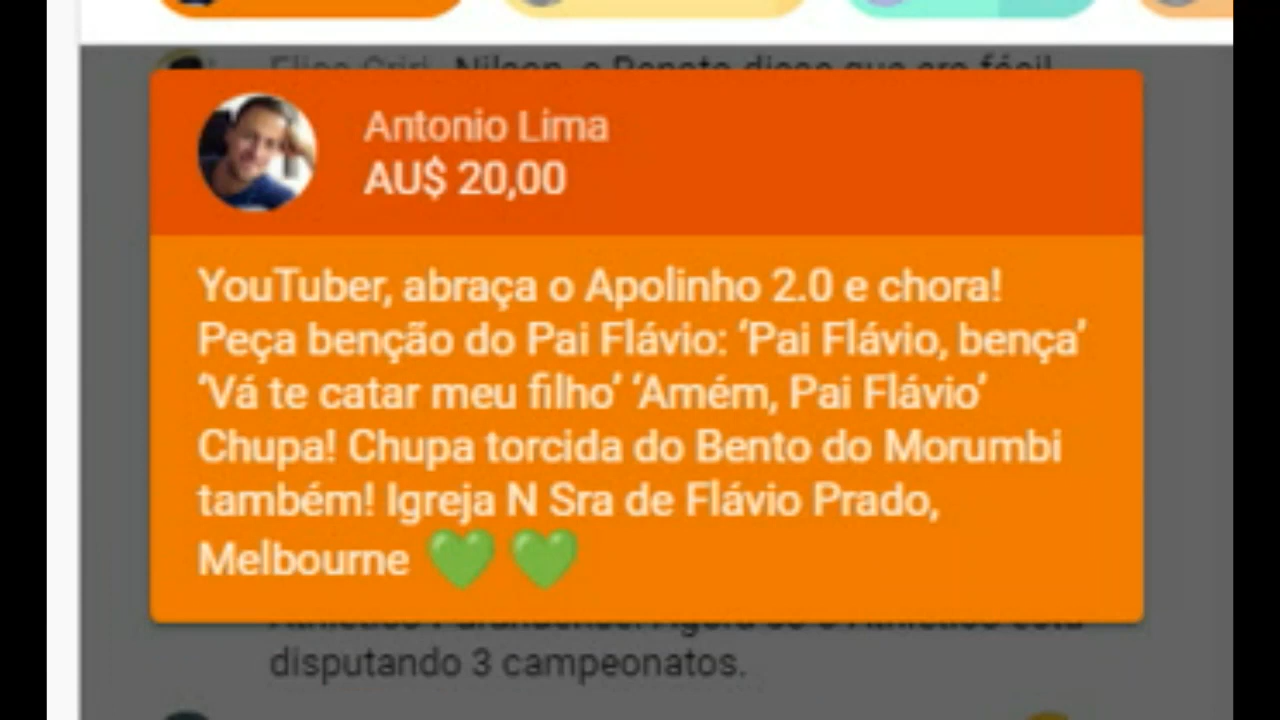 Nilson, o Renato disse que era fácil
Antonio Lima
AU$ 20,00
YouTuber, abraça o Apolinho 2.0 e chora!
Peça benção do Pai Flávio: ‘Pai Flávio, bença’
‘Vá te catar meu filho’ ‘Amém, Pai Flávio’
Chupa! Chupa torcida do Bento do Morumbi
também! Igreja N Sra de Flávio Prado,
Melbourne 💚 💚
disputando 3 campeonatos.